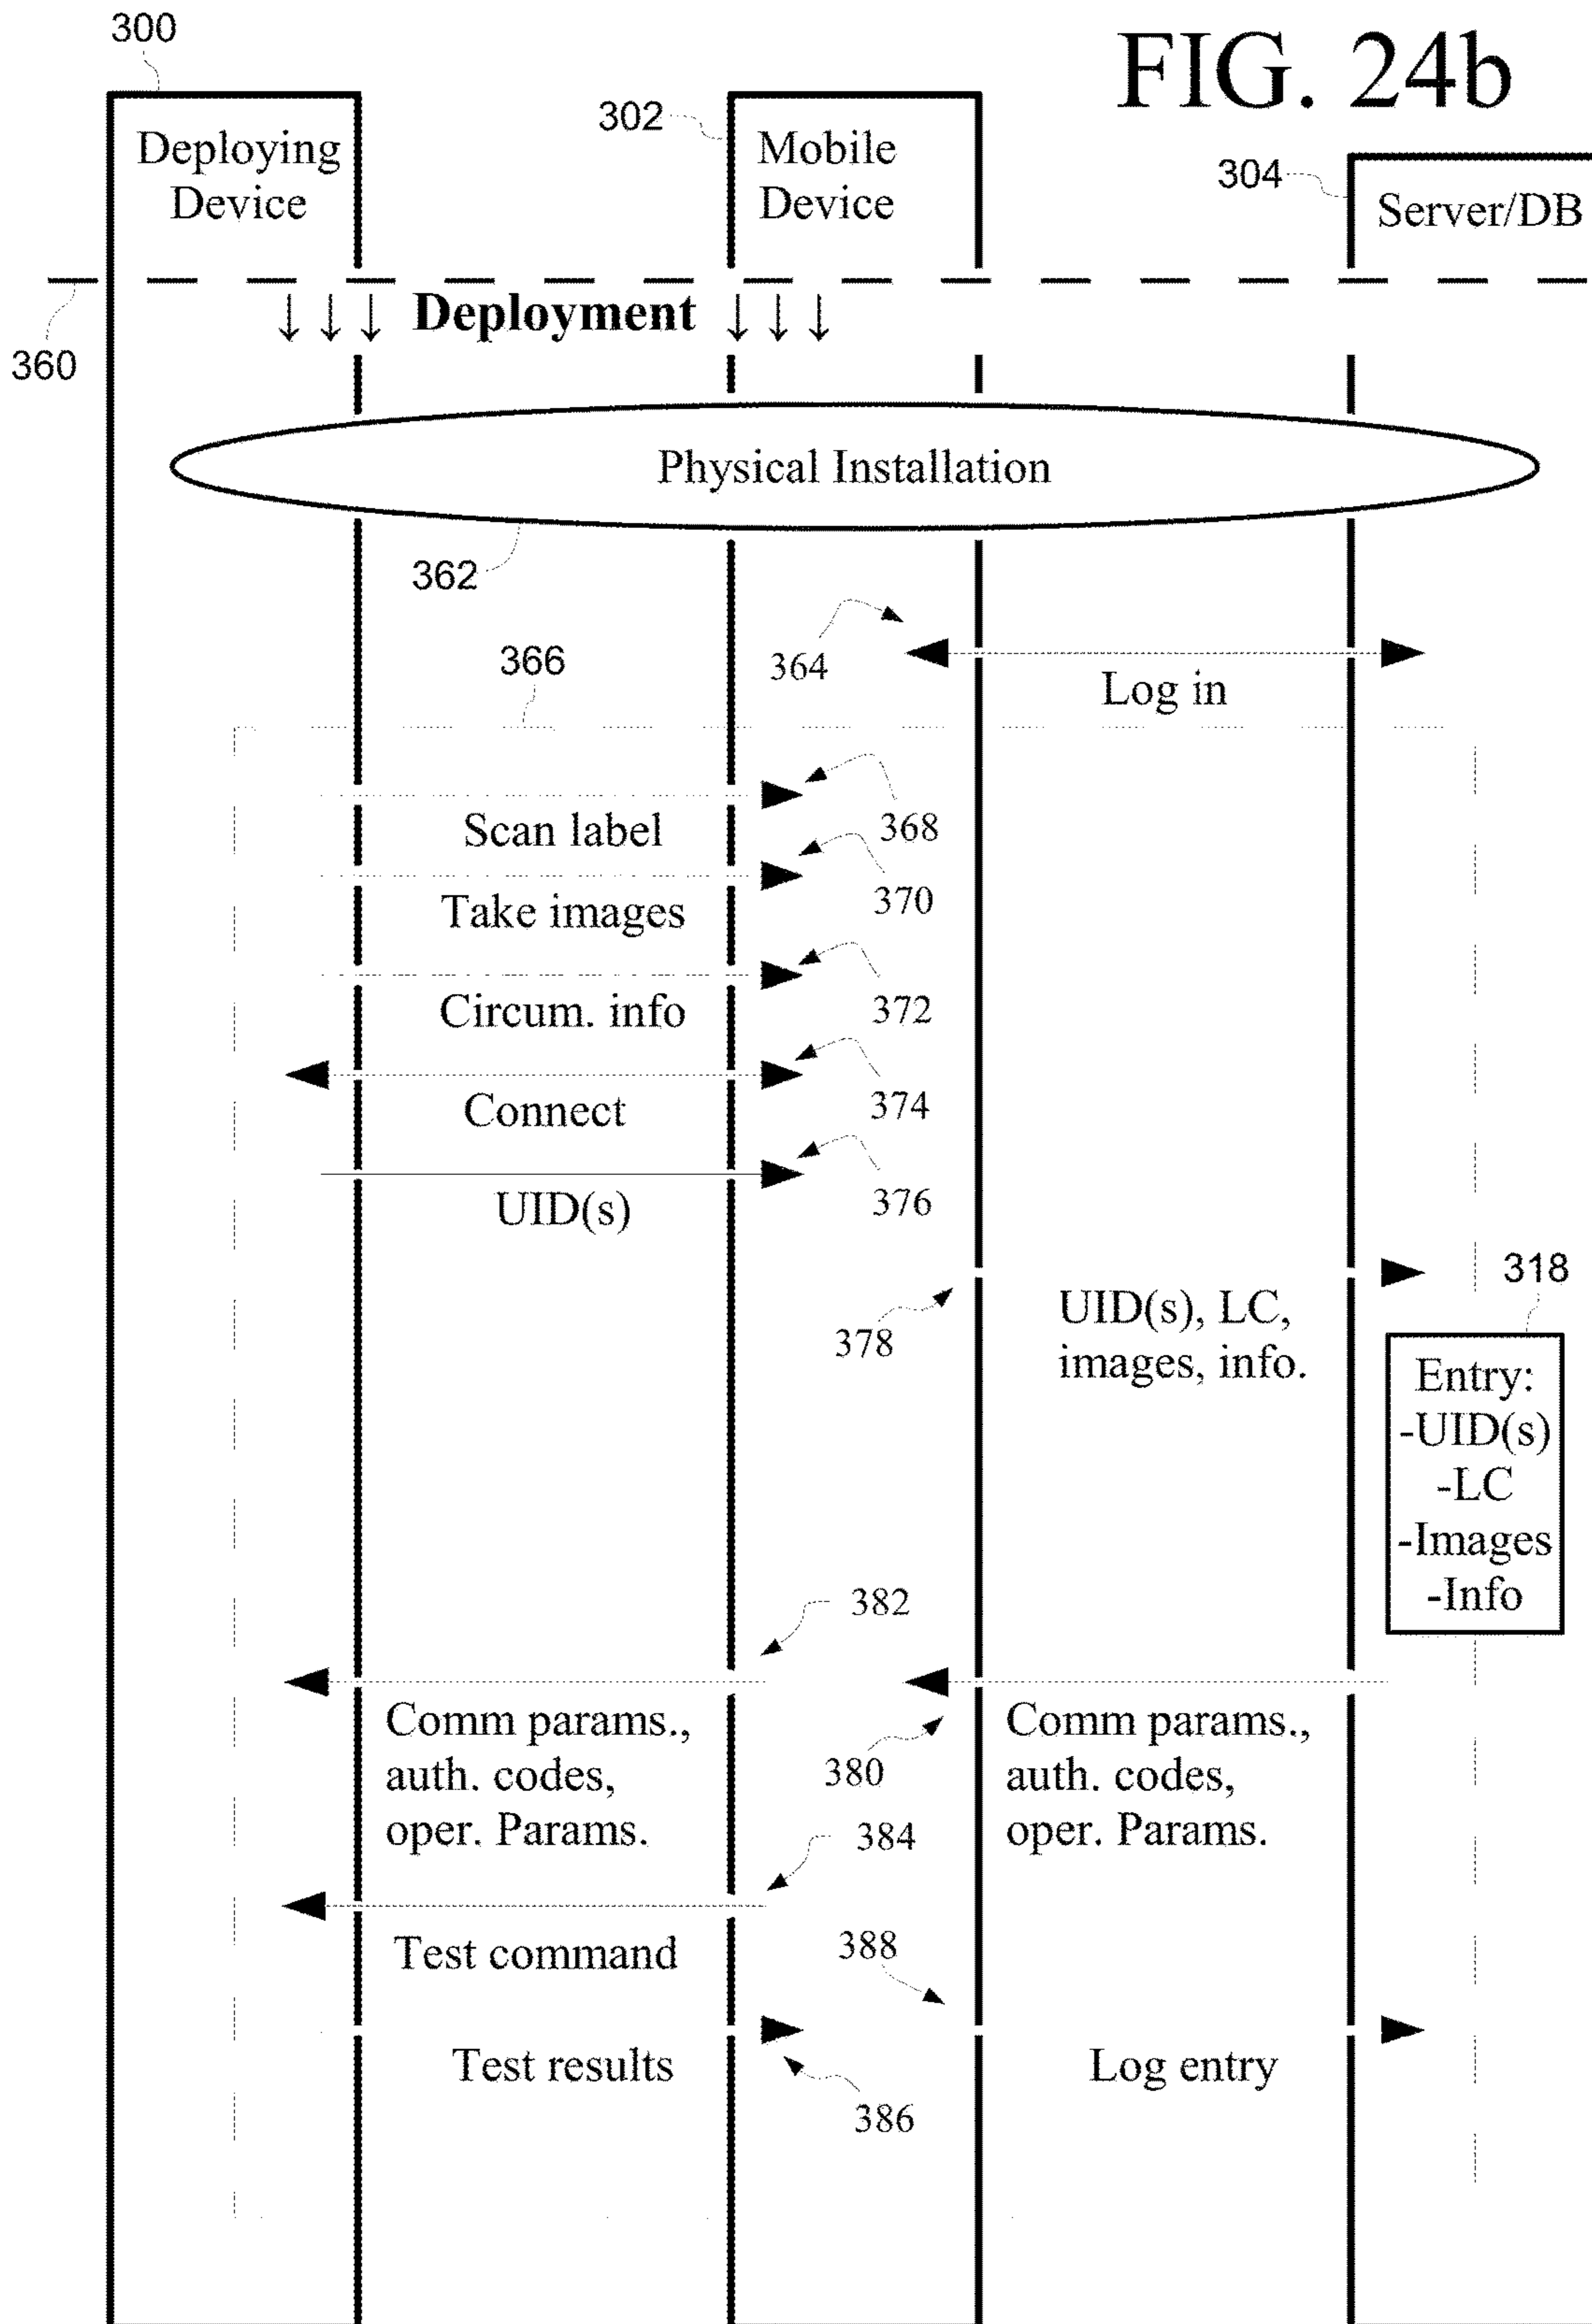 FIG. 24b
300
302
304
Deploying
Device
Mobile
Device
Server/DB
↓ ↓ ↓ Deployment ↓ ↓ ↓
360
Physical Installation
362
364
Log in
366
368
Scan label
370
Take images
372
Circum. info
374
Connect
376
UID(s)
378
UID(s), LC,
images, info.
318
Entry:
-UID(s)
-LC
-Images
-Info
382
Comm params.,
auth. codes,
oper. Params.
380
Comm params.,
auth. codes,
oper. Params.
384
Test command
388
Test results
386
Log entry